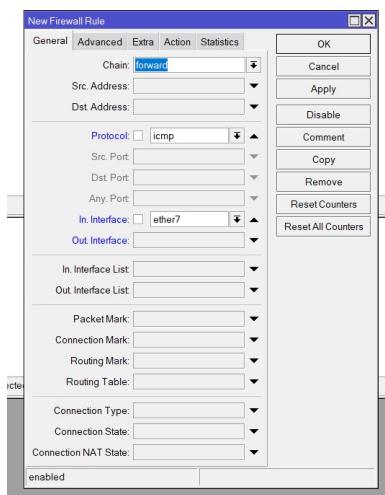 New Firewall Rule
General Advanced Extra Action Statistics
Chain: forward
Src. Address:
Dst. Address:
Protocol: icmp
Src. Port:
Dst. Port:
Any. Port:
In. Interface: ether7
Out. Interface:
In. Interface List:
Out. Interface List:
Packet Mark:
Connection Mark:
Routing Mark:
Routing Table:
Connection Type:
Connection State:
Connection NAT State:
enabled
OK
Cancel
Apply
Disable
Comment
Copy
Remove
Reset Counters
Reset All Counters